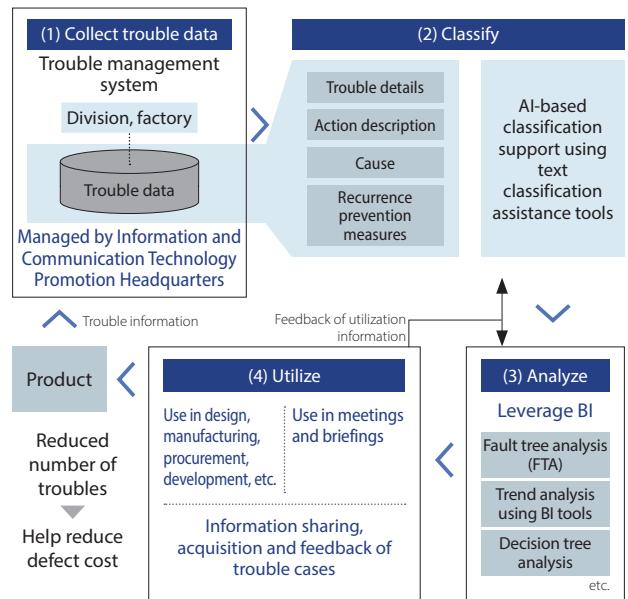 (1) Collect trouble data
Trouble management
system
Division, factory
Trouble data
Managed by Information and
Communication Technology
Promotion Headquarters
(2) Classify
Trouble details
Action description
Cause
Recurrence
prevention
measures
AI-based
classification
support using
text
classification
assistance tools
Trouble information
Feedback of utilization
information
(3) Analyze
Leverage BI
Fault tree analysis
(FTA)
Trend analysis
using BI tools
Decision tree
analysis
etc.
(4) Utilize
Use in design,
manufacturing,
procurement,
development, etc.
Use in meetings
and briefings
Information sharing,
acquisition and feedback of
trouble cases
Product
Reduced
number of
troubles
Help reduce
defect cost